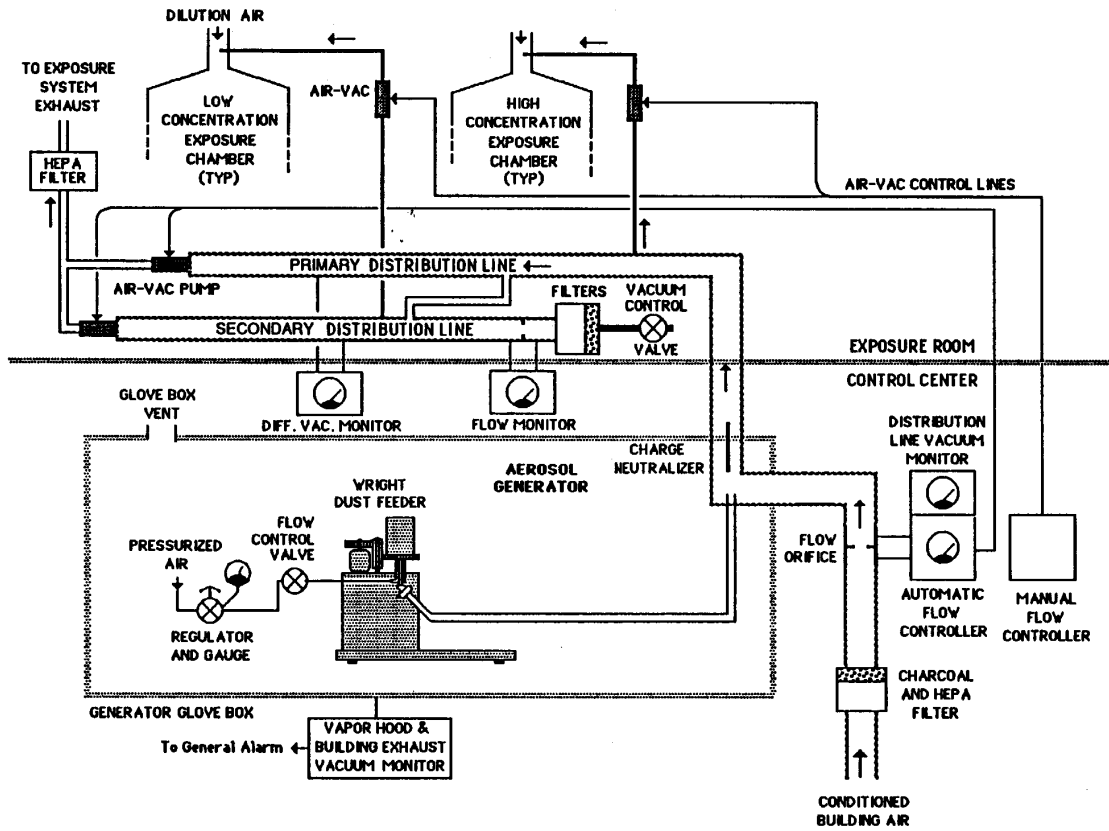 DILUTION AIR
TO EXPOSURE
SYSTEM
EXHAUST
HEPA
FILTER
LOW
CONCENTRATION
EXPOSURE
CHAMBER
(TYP)
AIR-VAC
HIGH
CONCENTRATION
EXPOSURE
CHAMBER
(TYP)
AIR-VAC CONTROL LINES
PRIMARY DISTRIBUTION LINE
AIR-VAC PUMP
FILTERS
VACUUM
CONTROL
VALVE
SECONDARY DISTRIBUTION LINE
EXPOSURE ROOM
CONTROL CENTER
GLOVE BOX
VENT
DIFF. VAC. MONITOR
FLOW MONITOR
DISTRIBUTION
LINE VACUUM
MONITOR
CHARGE
NEUTRALIZER
AEROSOL
GENERATOR
WRIGHT
DUST FEEDER
FLOW
CONTROL
VALVE
PRESSURIZED
AIR
REGULATOR
AND GAUGE
FLOW
ORIFICE
AUTOMATIC
FLOW
CONTROLLER
MANUAL
FLOW
CONTROLLER
CHARCOAL
AND HEPA
FILTER
GENERATOR GLOVE BOX
To General Alarm
VAPOR HOOD &
BUILDING EXHAUST
VACUUM MONITOR
CONDITIONED
BUILDING AIR